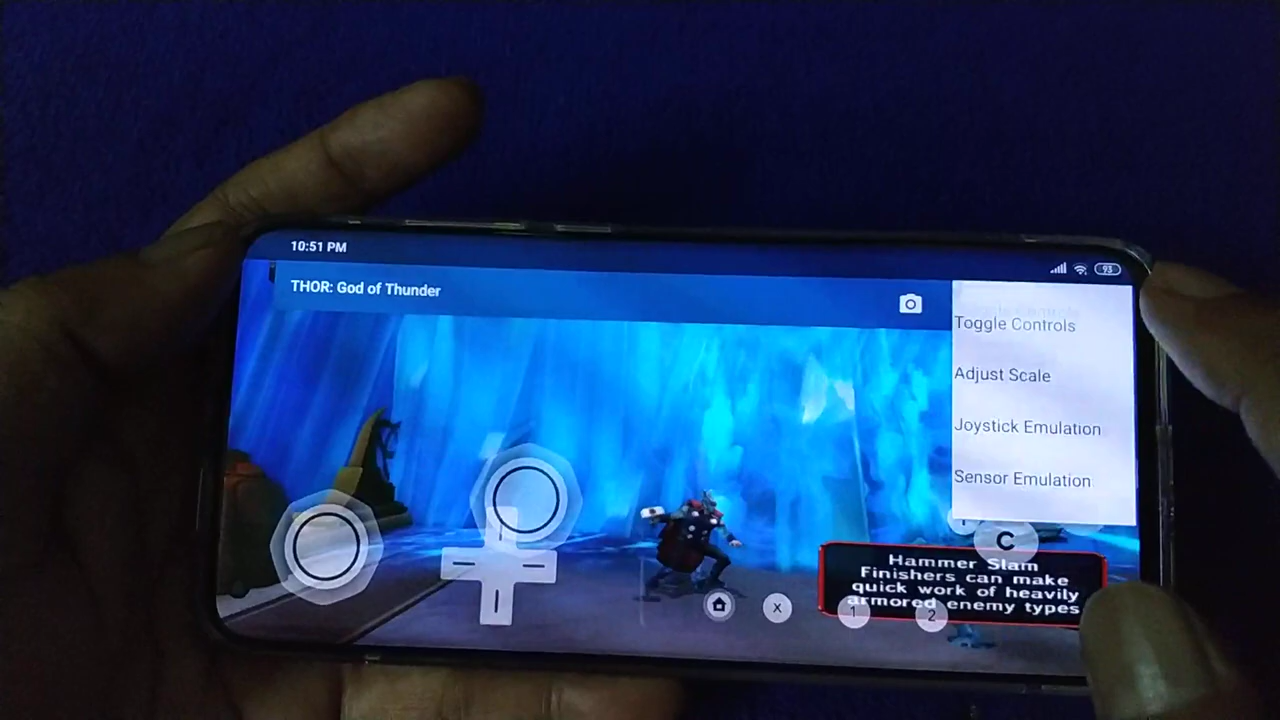 10:51 PM
93
THOR: God of Thunder
Toggle Controls
Adjust Scale
Joystick Emulation
Sensor Emulation
C
Hammer Slam
Finishers can make
quick work of heavily
armored enemy types
X
1
2